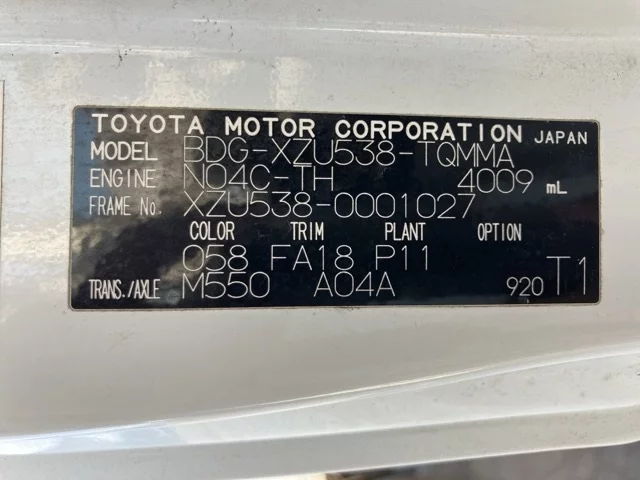 TOYOTA MOTOR CORPORATION JAPAN
MODEL BDG-XZU538-TQMMA
ENGINE N04C-TH 4009 mL
FRAME No. XZU538-0001027
COLOR TRIM PLANT OPTION
058 FA18 P11
TRANS./AXLE M550 A04A 920 T1